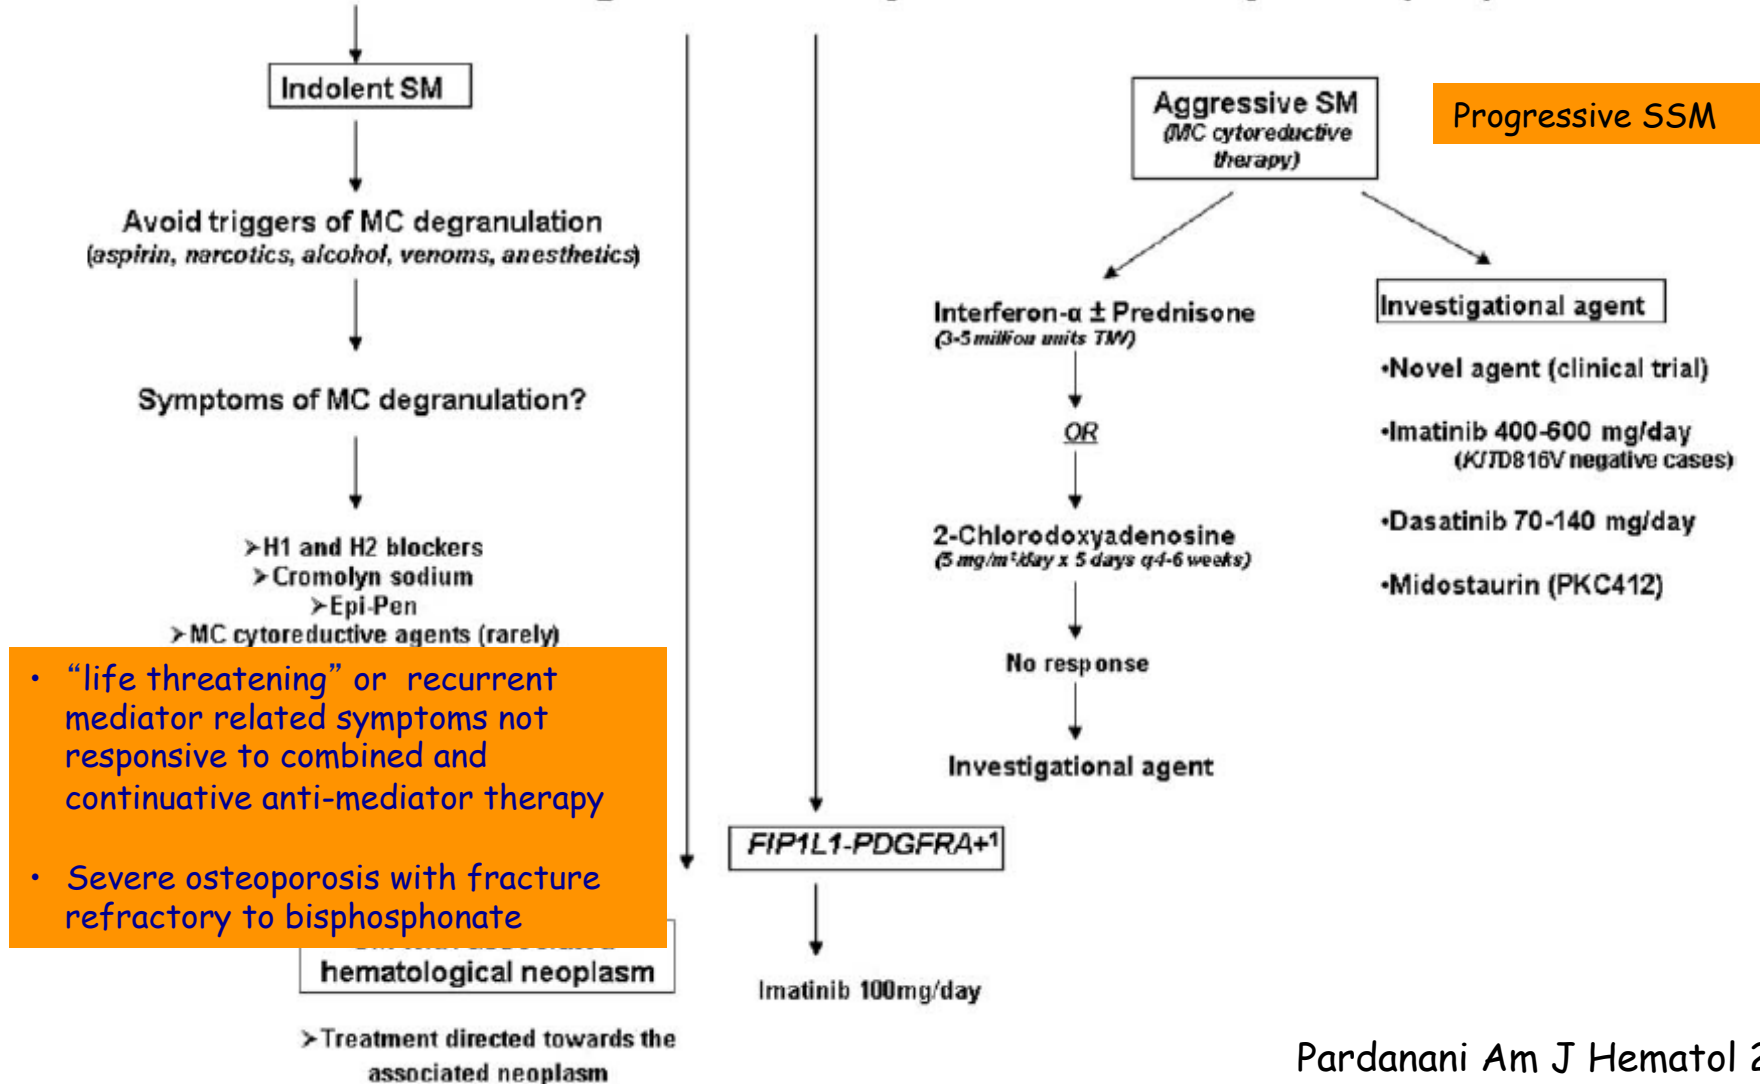 Indolent SM
Avoid triggers of MC degranulation
(aspirin, narcotics, alcohol, venoms, anesthetics)
Symptoms of MC degranulation?
➢H1 and H2 blockers
➢Cromolyn sodium
➢Epi-Pen
➢MC cytoreductive agents (rarely)
• “life threatening” or recurrent
mediator related symptoms not
responsive to combined and
continuative anti-mediator therapy
• Severe osteoporosis with fracture
refractory to bisphosphonate
hematological neoplasm
➢Treatment directed towards the
associated neoplasm
FIP1L1-PDGFRA+¹
Imatinib 100mg/day
Aggressive SM
(MC cytoreductive
therapy)
Progressive SSM
Interferon-α ± Prednisone
(3-5 million units TIW)
OR
2-Chlorodoxyadenosine
(5 mg/m²/day x 5 days q4-6 weeks)
No response
Investigational agent
Investigational agent
•Novel agent (clinical trial)
•Imatinib 400-600 mg/day
(KITD816V negative cases)
•Dasatinib 70-140 mg/day
•Midostaurin (PKC412)
Pardanani Am J Hematol